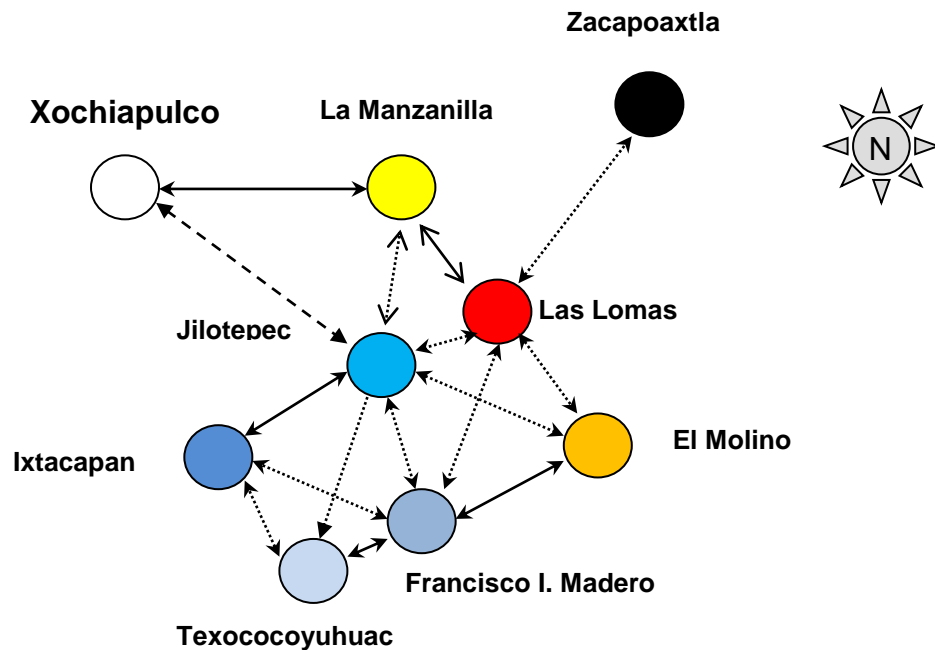 Zacapoaxtla
Xochiapulco
La Manzanilla
N
Las Lomas
Jilotepec
El Molino
Ixtacapan
Francisco I. Madero
Texococoyuhuac